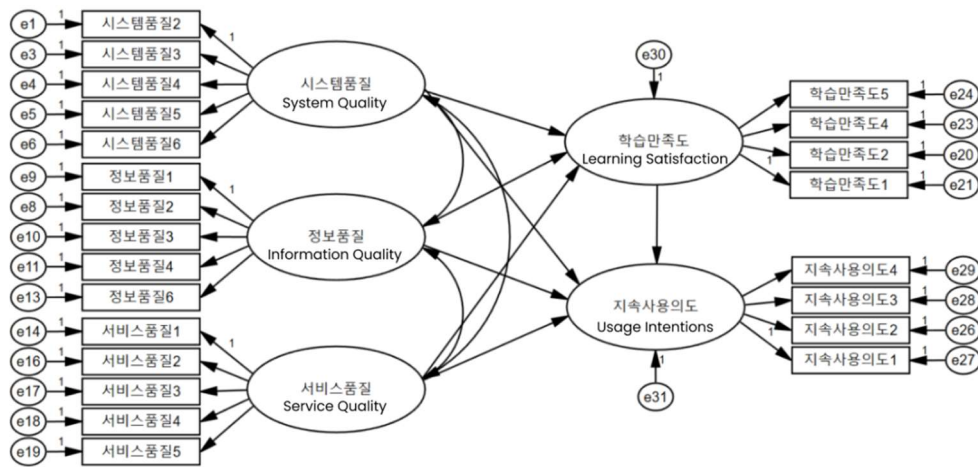 e1 1 시스템품질2
e3 1 시스템품질3
e4 1 시스템품질4
e5 1 시스템품질5
e6 1 시스템품질6
1
시스템품질
System Quality
e9 1 정보품질1
e8 1 정보품질2
e10 1 정보품질3
e11 1 정보품질4
e13 1 정보품질6
1
정보품질
Information Quality
e14 1 서비스품질1
e16 1 서비스품질2
e17 1 서비스품질3
e18 1 서비스품질4
e19 1 서비스품질5
1
서비스품질
Service Quality
e30
1
학습만족도
Learning Satisfaction
학습만족도5 1 e24
학습만족도4 1 e23
학습만족도2 1 e20
1 학습만족도1 1 e21
지속사용의도
Usage Intentions
1
e31
지속사용의도4 1 e29
지속사용의도3 1 e28
지속사용의도2 1 e26
1 지속사용의도1 1 e27